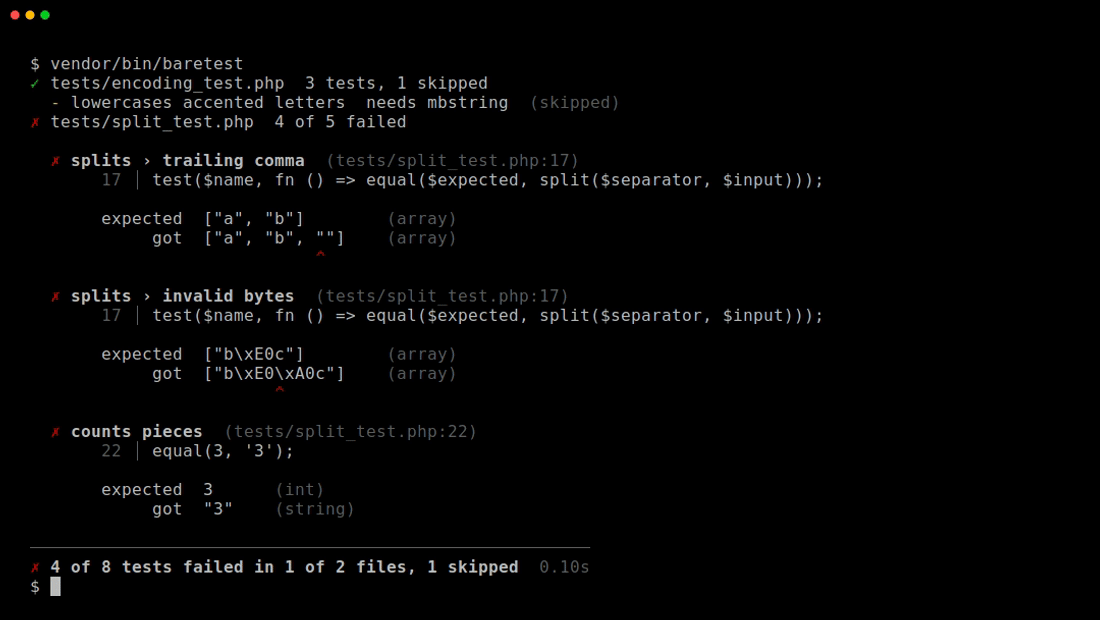 $ vendor/bin/baretest
✓ tests/encoding_test.php  3 tests, 1 skipped
  - lowercases accented letters  needs mbstring  (skipped)
✗ tests/split_test.php  4 of 5 failed
  ✗ splits › trailing comma  (tests/split_test.php:17)
       17 │ test($name, fn () => equal($expected, split($separator, $input)));
       expected  ["a", "b"]        (array)
            got  ["a", "b", ""]    (array)
                            ^
  ✗ splits › invalid bytes  (tests/split_test.php:17)
       17 │ test($name, fn () => equal($expected, split($separator, $input)));
       expected  ["b\xE0c"]        (array)
            got  ["b\xE0\xA0c"]    (array)
                        ^
  ✗ counts pieces  (tests/split_test.php:22)
       22 │ equal(3, '3');
       expected  3      (int)
            got  "3"    (string)
✗ 4 of 8 tests failed in 1 of 2 files, 1 skipped  0.10s
$